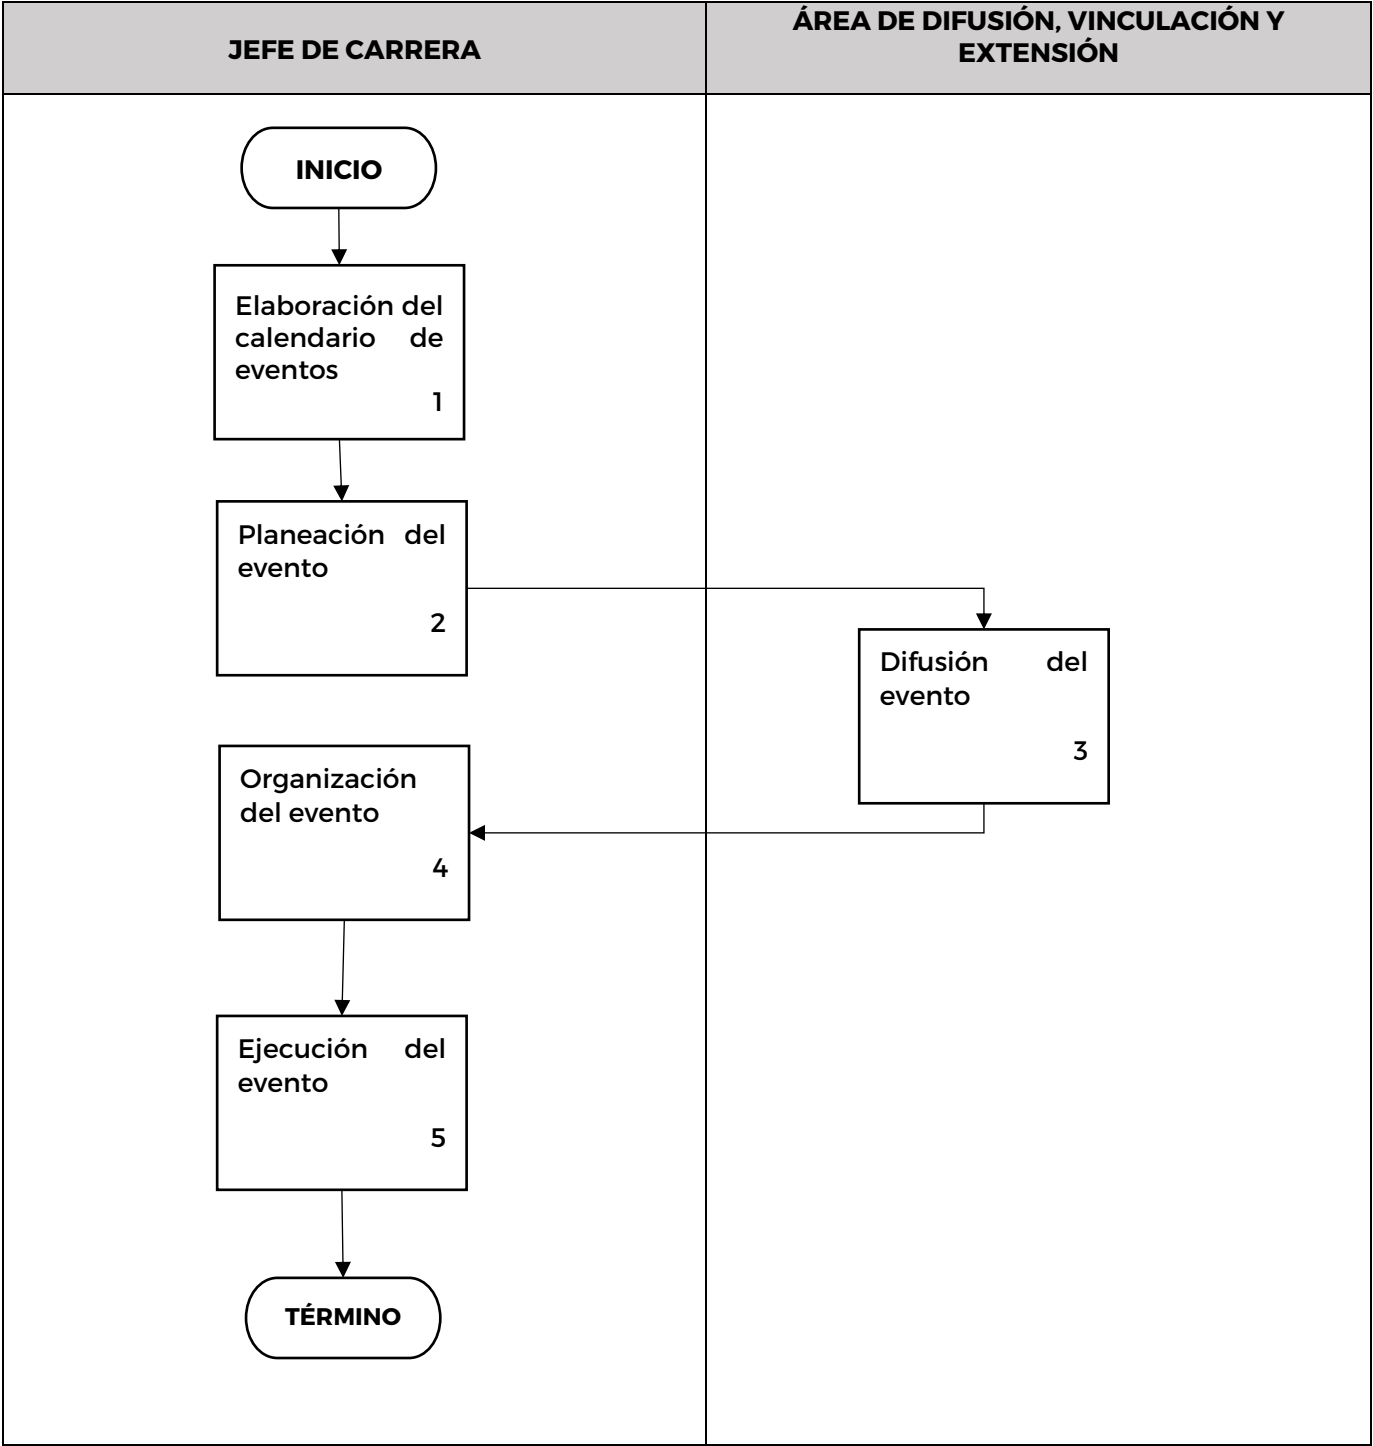 JEFE DE CARRERA
ÁREA DE DIFUSIÓN, VINCULACIÓN Y
EXTENSIÓN
INICIO
Elaboración del
calendario de
eventos
1
Planeación del
evento
2
Difusión del
evento
3
Organización
del evento
4
Ejecución del
evento
5
TÉRMINO